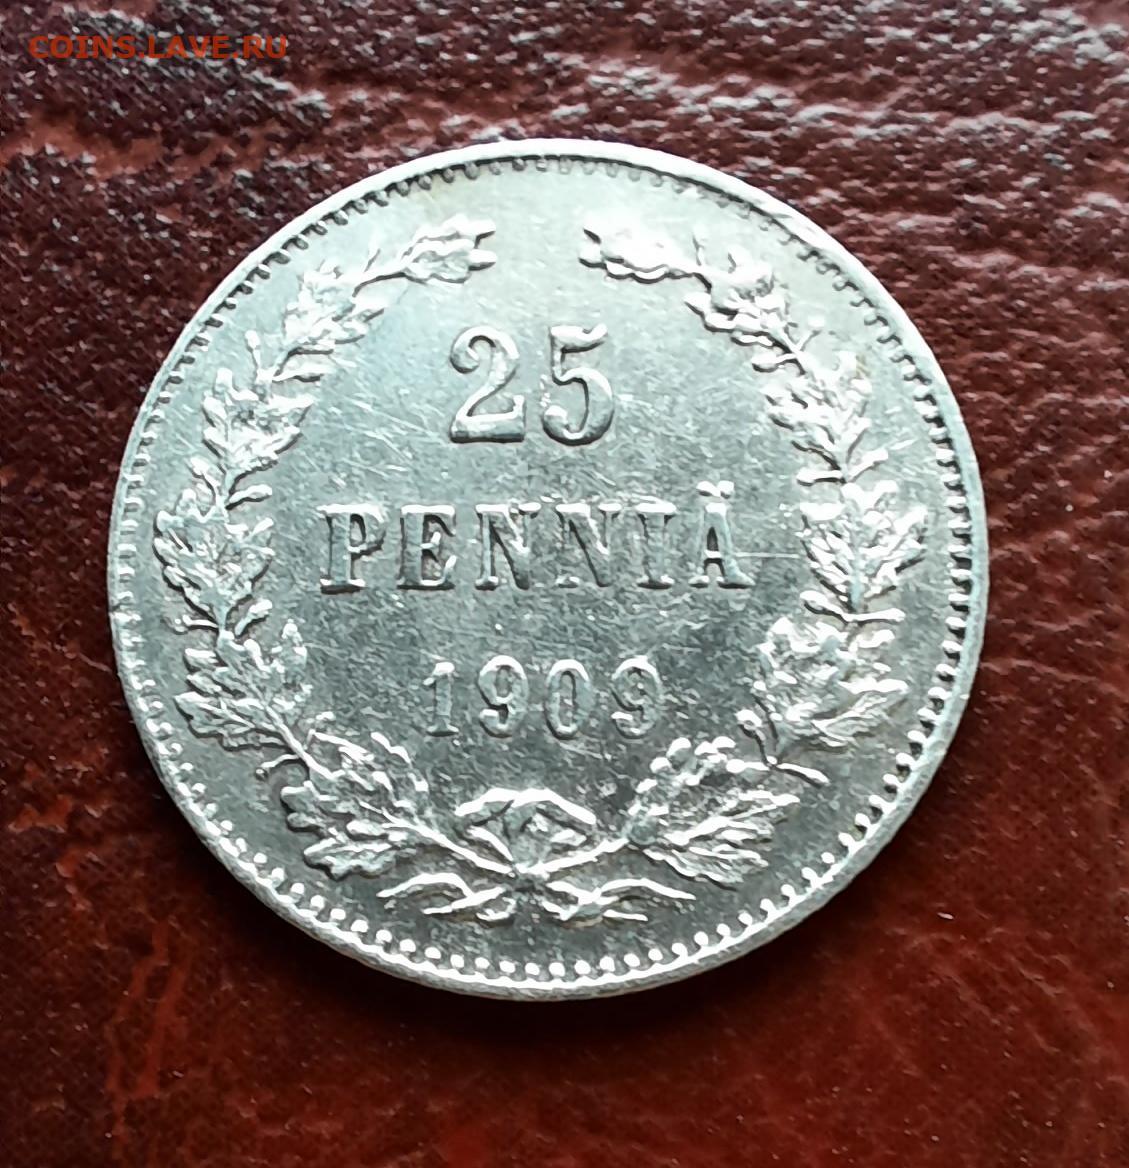 COINS.LAVE.RU
25
PENNIÄ
1909